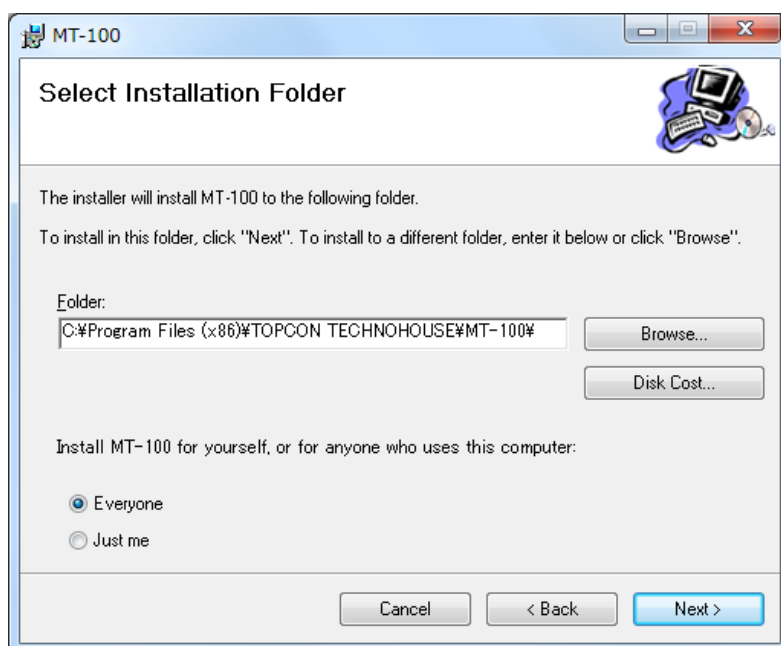 MT-100
Select Installation Folder
The installer will install MT-100 to the following folder.
To install in this folder, click "Next". To install to a different folder, enter it below or click "Browse".
Folder:
C:¥Program Files (x86)¥TOPCON TECHNOHOUSE¥MT-100¥
Browse...
Disk Cost...
Install MT-100 for yourself, or for anyone who uses this computer:
Everyone
Just me
Cancel
< Back
Next >